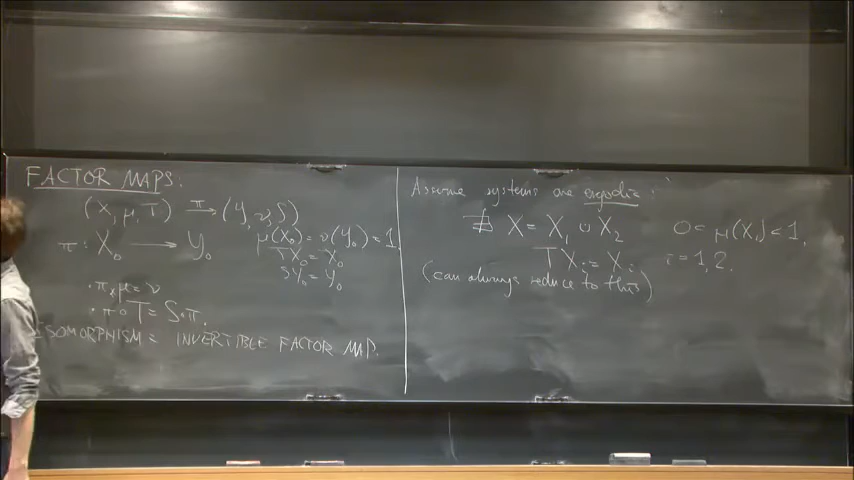 FACTOR MAPS.
(X, μ, T) →π (Y, ν, S)
π : X₀ → Y₀
μ(X₀) = ν(Y₀) = 1.
TX₀ = X₀
SY₀ = Y₀
· π⁎μ = ν
· π∘T = S∘π.
ISOMORPHISM = INVERTIBLE FACTOR MAP.
Assume systems are ergodic:
∄ X = X₁ ∪ X₂ 0 < μ(X₁) < 1,
TXᵢ = Xᵢ i = 1, 2.
(can always reduce to this)